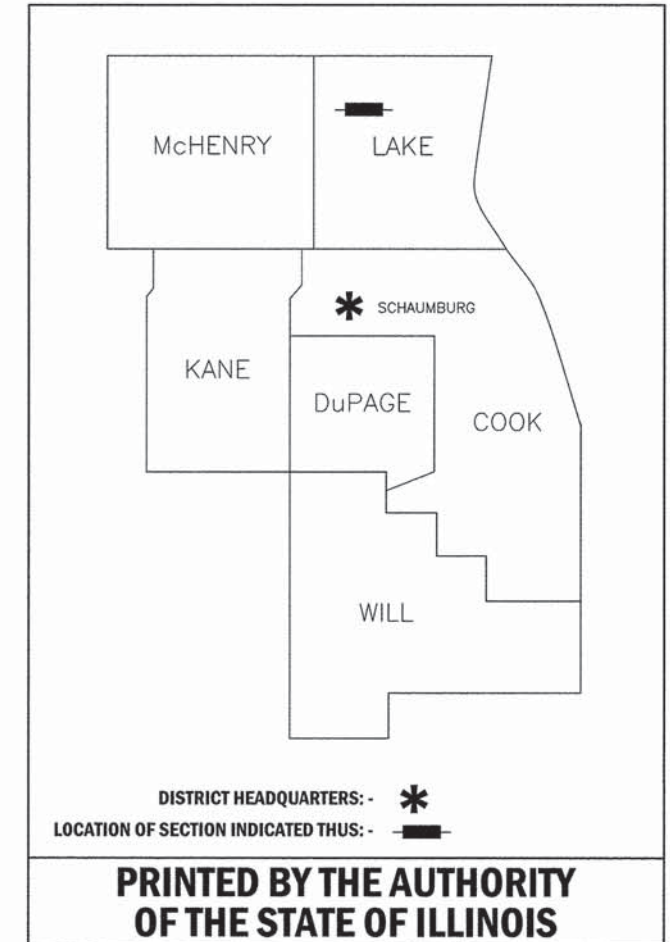 McHENRY
LAKE
SCHAUMBURG
KANE
DuPAGE
COOK
WILL
DISTRICT HEADQUARTERS: -
LOCATION OF SECTION INDICATED THUS: -
PRINTED BY THE AUTHORITY
OF THE STATE OF ILLINOIS